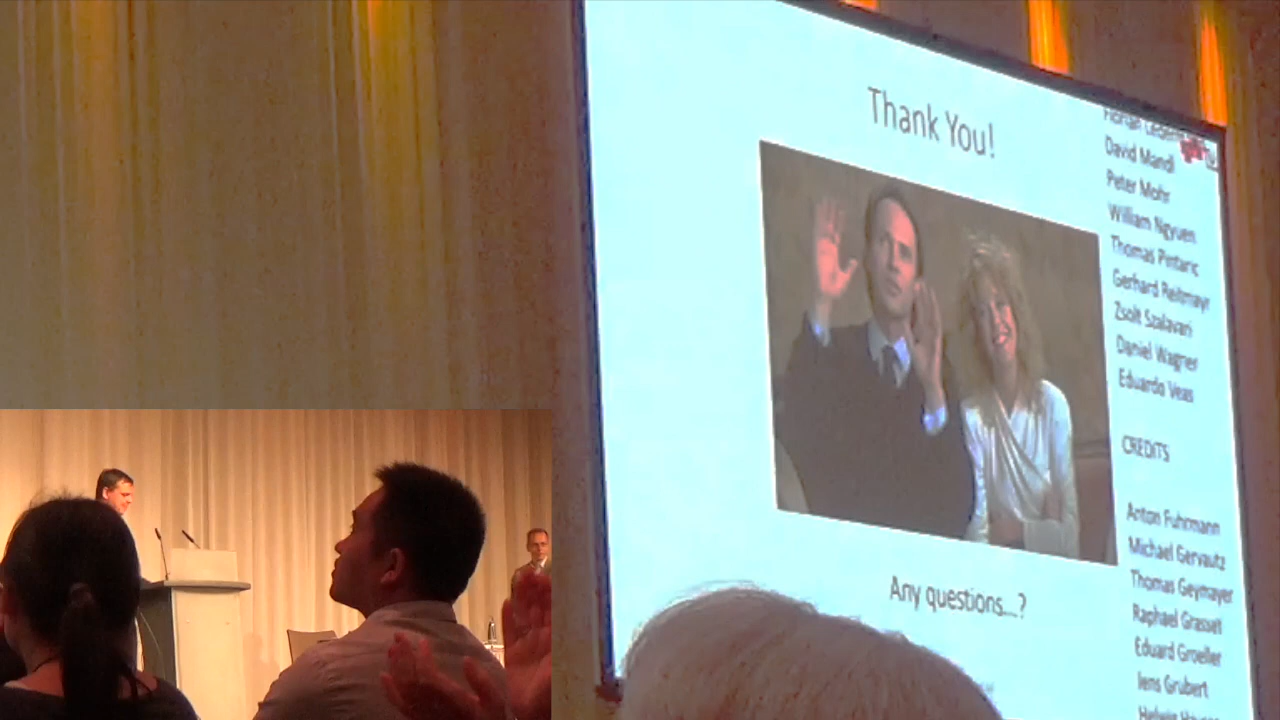 Thank You!
David Mandl
Peter Mohr
William Ngyuen
Thomas Pintaric
Gerhard Reitmayr
Zsolt Szalavari
Daniel Wagner
Eduardo Veas
CREDITS
Anton Fuhrmann
Michael Gervautz
Thomas Geymayer
Raphael Grasset
Eduard Groeller
Jens Grubert
Any questions...?